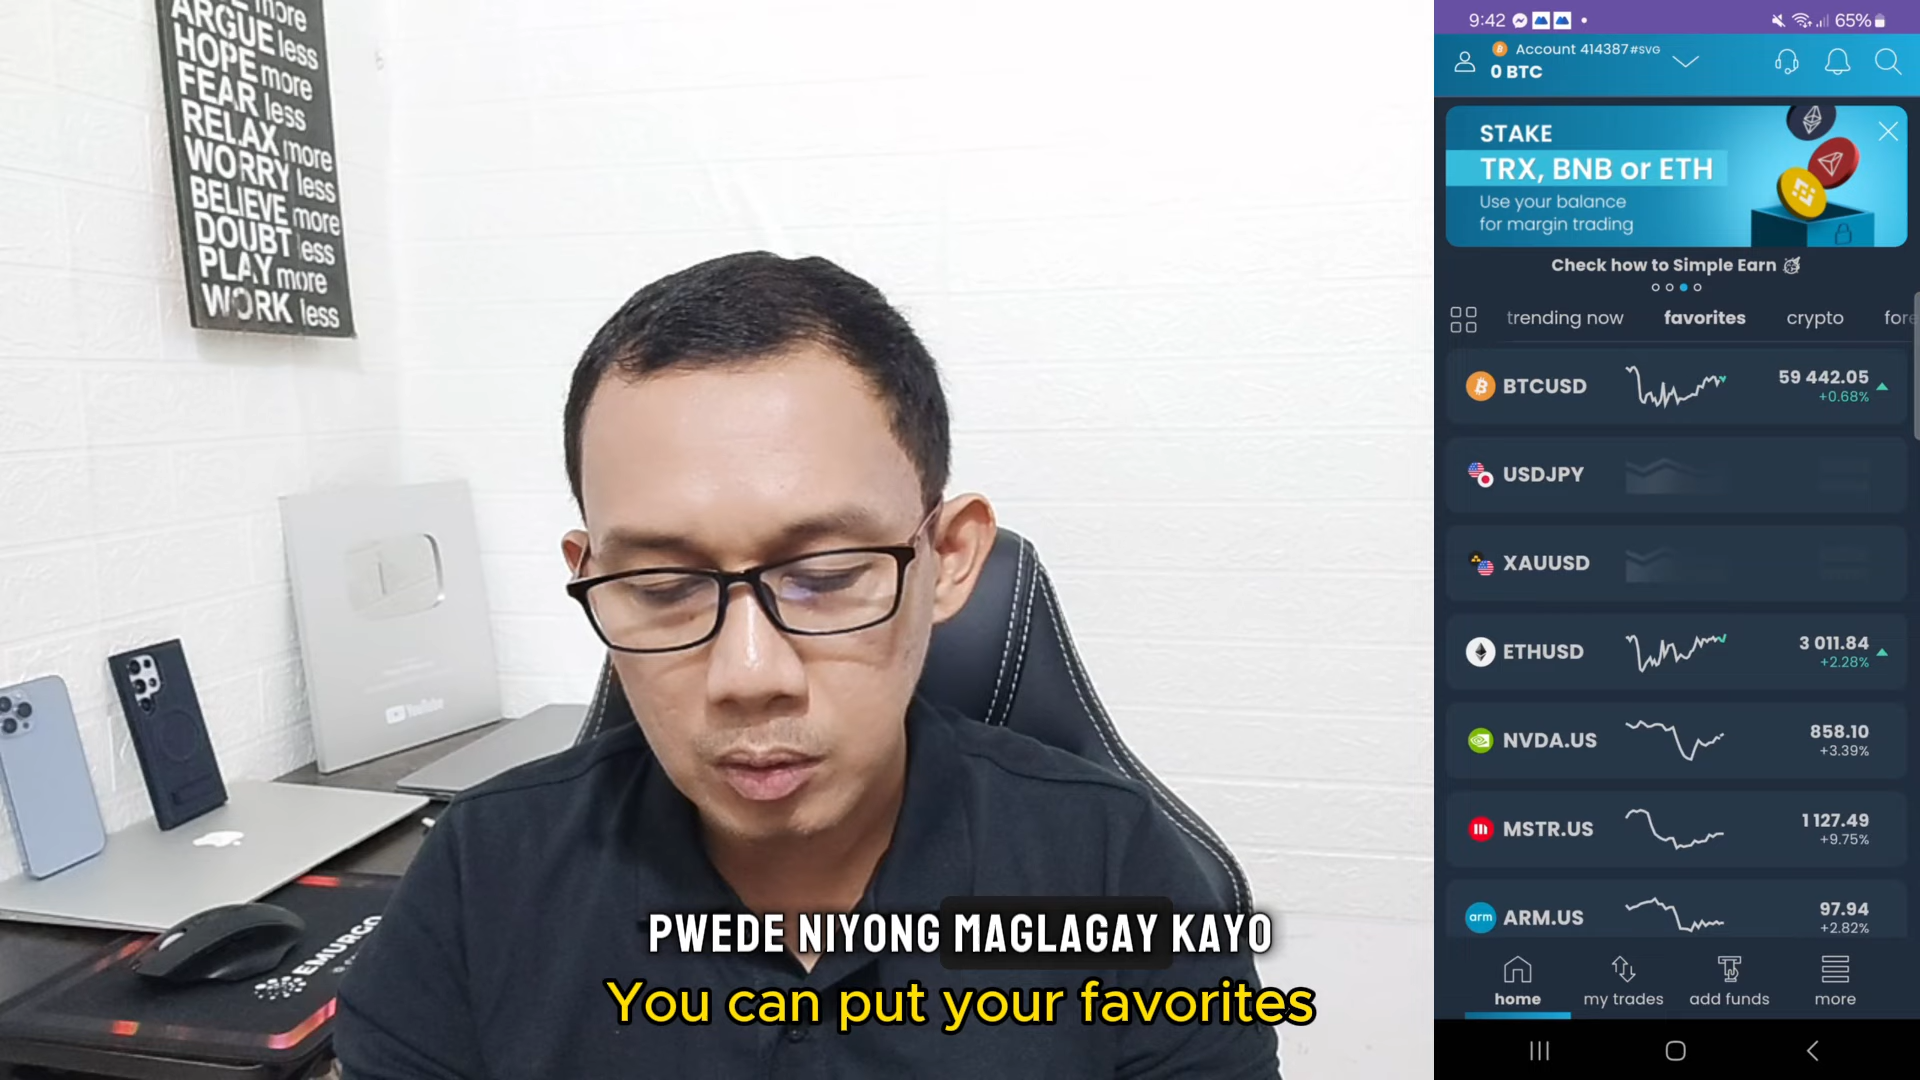 more
ARGUE less
HOPE more
FEAR less
RELAX more
WORRY less
BELIEVE more
DOUBT less
PLAY more
WORK less
YouTube
EMURGO
PWEDE NIYONG MAGLAGAY KAYO
You can put your favorites
9:42
65%
Account 414387#SVG
0 BTC
STAKE
TRX, BNB or ETH
Use your balance
for margin trading
Check how to Simple Earn
trending now favorites crypto fore
BTCUSD 59 442.05
+0.68%
USDJPY
XAUUSD
ETHUSD 3 011.84
+2.28%
NVDA.US 858.10
+3.39%
MSTR.US 1 127.49
+9.75%
arm ARM.US 97.94
+2.82%
home my trades add funds more